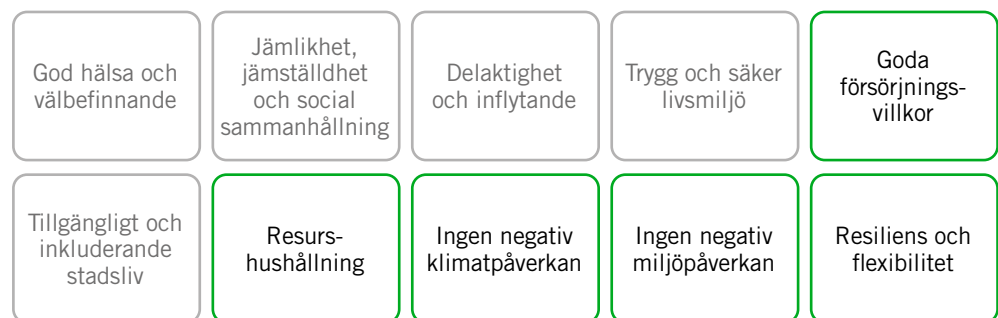 God hälsa och
välbefinnande
Jämlikhet,
jämställdhet
och social
sammanhållning
Delaktighet
och inflytande
Trygg och säker
livsmiljö
Goda
försörjnings-
villkor
Tillgängligt och
inkluderande
stadsliv
Resurs-
hushållning
Ingen negativ
klimatpåverkan
Ingen negativ
miljöpåverkan
Resiliens och
flexibilitet